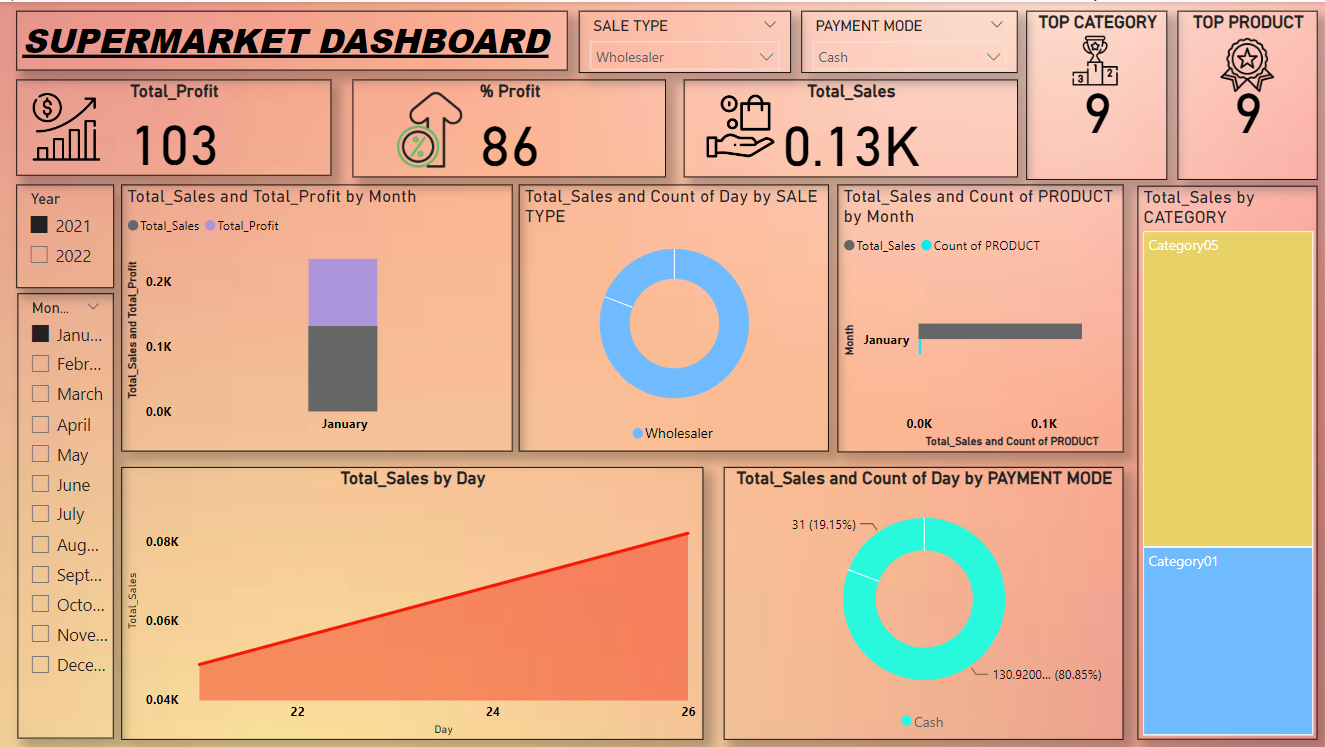 SUPERMARKET DASHBOARD
SALE TYPE
Wholesaler
PAYMENT MODE
Cash
TOP CATEGORY
3 1 2
9
TOP PRODUCT
9
Total_Profit
$
103
% Profit
%
86
Total_Sales
0.13K
Year
2021
2022
Mon...
Janu...
Febr...
March
April
May
June
July
Aug...
Sept...
Octo...
Nove...
Dece...
Total_Sales and Total_Profit by Month
Total_Sales Total_Profit
Total_Sales and Total_Profit
0.2K
0.1K
0.0K
January
Total_Sales and Count of Day by SALE
TYPE
Wholesaler
Total_Sales and Count of PRODUCT
by Month
Total_Sales Count of PRODUCT
Month
January
0.0K 0.1K
Total_Sales and Count of PRODUCT
Total_Sales by
CATEGORY
Category05
Category01
Total_Sales by Day
Total_Sales
0.08K
0.06K
0.04K
22 24 26
Day
Total_Sales and Count of Day by PAYMENT MODE
31 (19.15%)
130.9200... (80.85%)
Cash